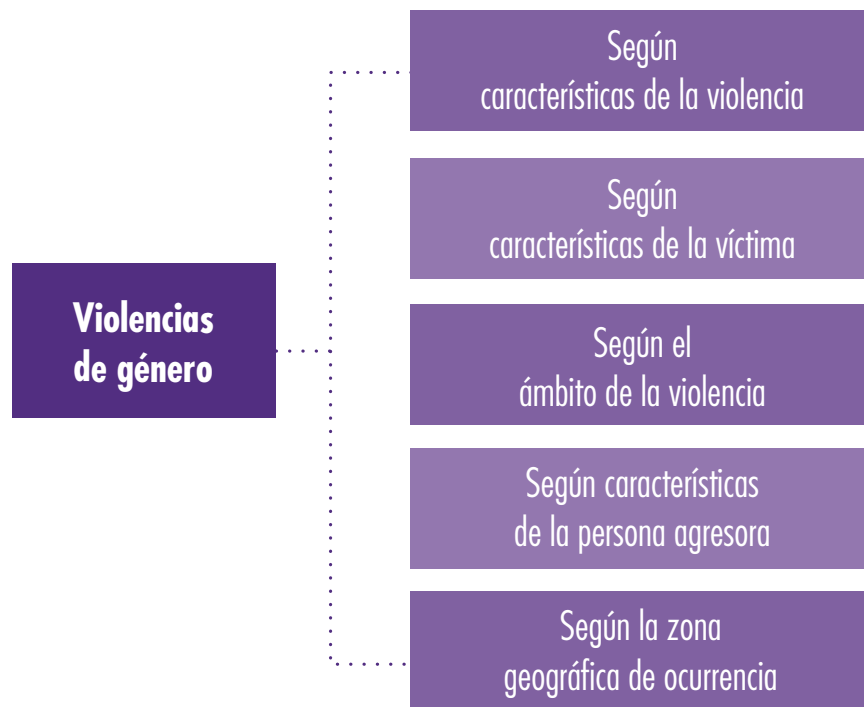 Según
características de la violencia
Según
características de la víctima
Violencias
de género
Según el
ámbito de la violencia
Según características
de la persona agresora
Según la zona
geográfica de ocurrencia